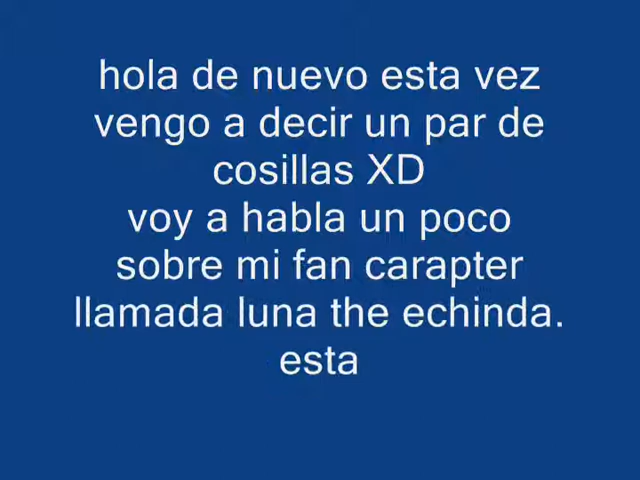 hola de nuevo esta vez
vengo a decir un par de
cosillas XD
voy a habla un poco
sobre mi fan carapter
llamada luna the echinda.
esta